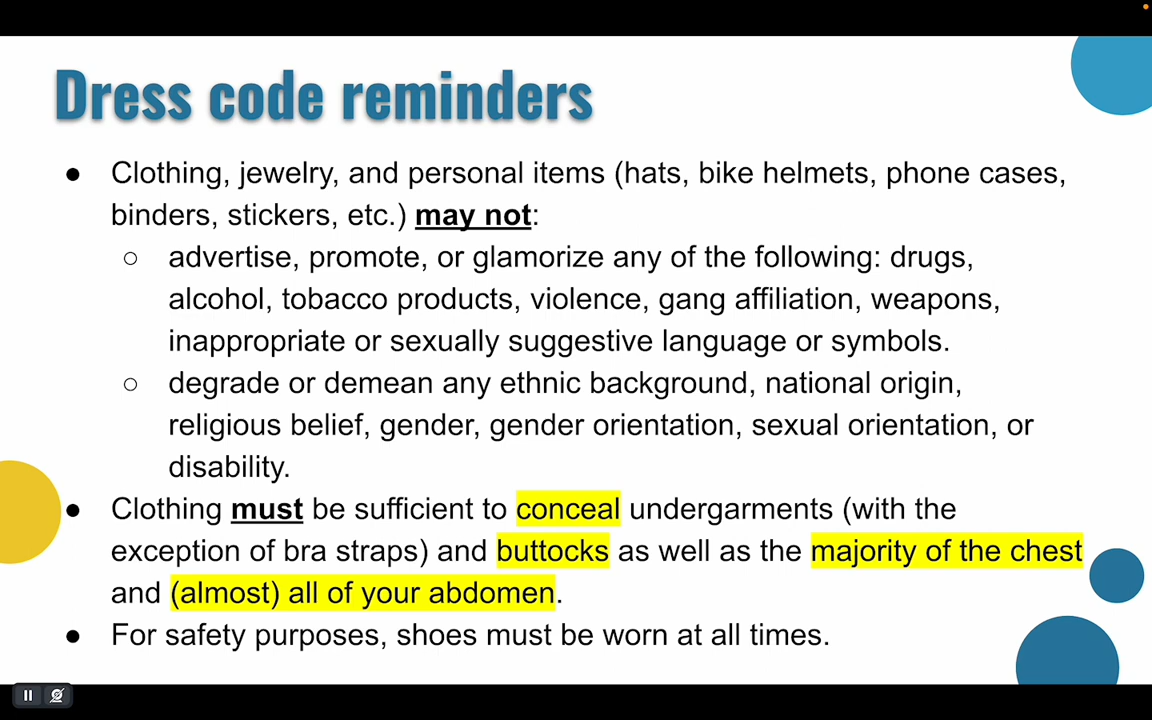 Dress code reminders
● Clothing, jewelry, and personal items (hats, bike helmets, phone cases,
binders, stickers, etc.) may not:
○ advertise, promote, or glamorize any of the following: drugs,
alcohol, tobacco products, violence, gang affiliation, weapons,
inappropriate or sexually suggestive language or symbols.
○ degrade or demean any ethnic background, national origin,
religious belief, gender, gender orientation, sexual orientation, or
disability.
● Clothing must be sufficient to conceal undergarments (with the
exception of bra straps) and buttocks as well as the majority of the chest
and (almost) all of your abdomen.
● For safety purposes, shoes must be worn at all times.